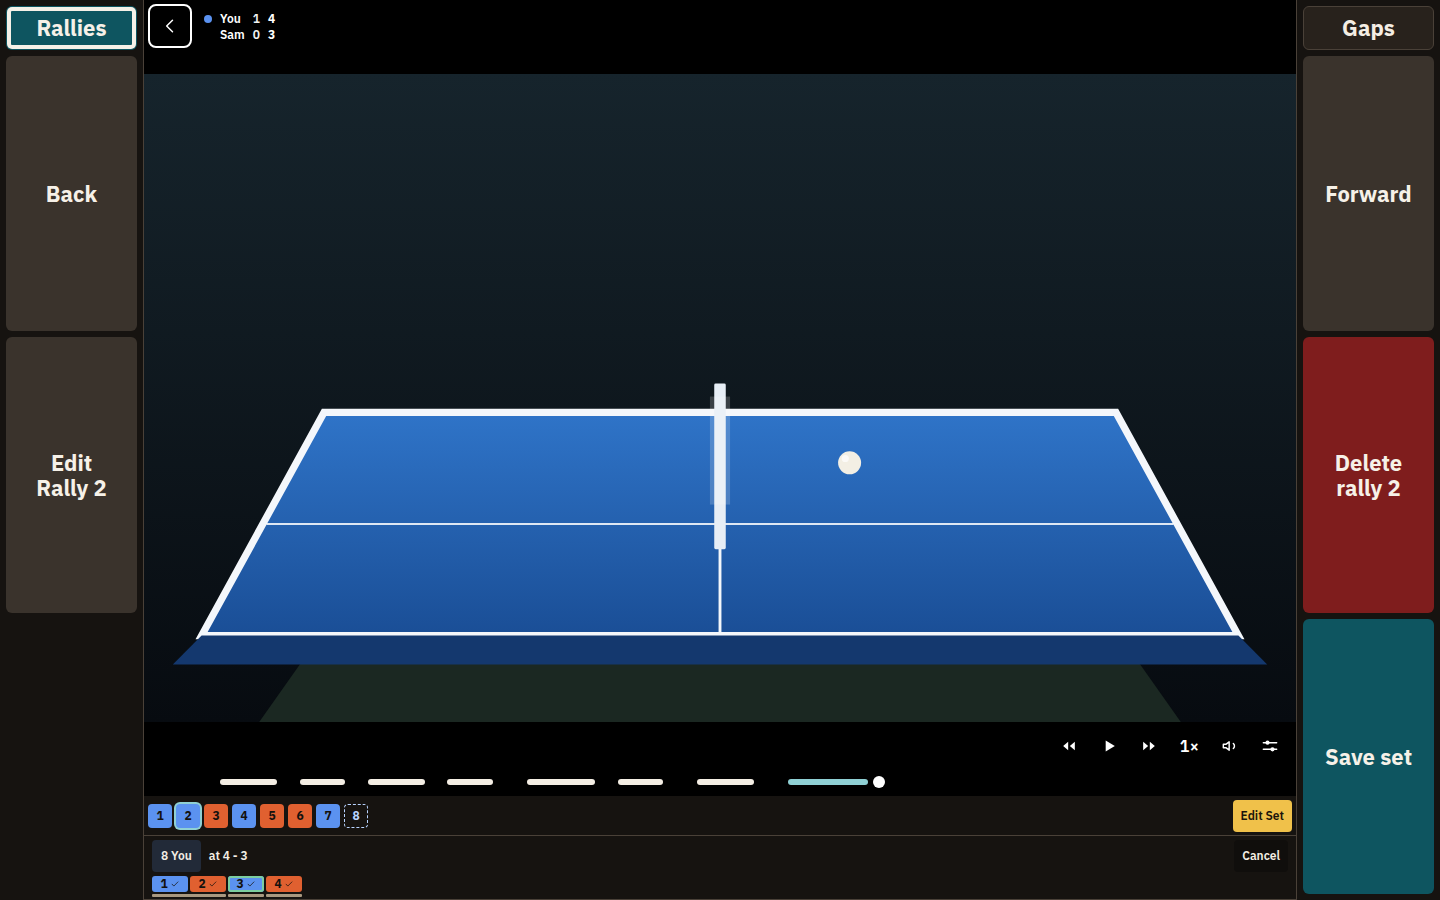 Rallies
You 1 4
Sam 0 3
Gaps
Back
Forward
Edit
Rally 2
Delete
rally 2
Save set
1×
1 2 3 4 5 6 7 8
Edit Set
8 You at 4 - 3
Cancel
1 ✓ 2 ✓ 3 ✓ 4 ✓